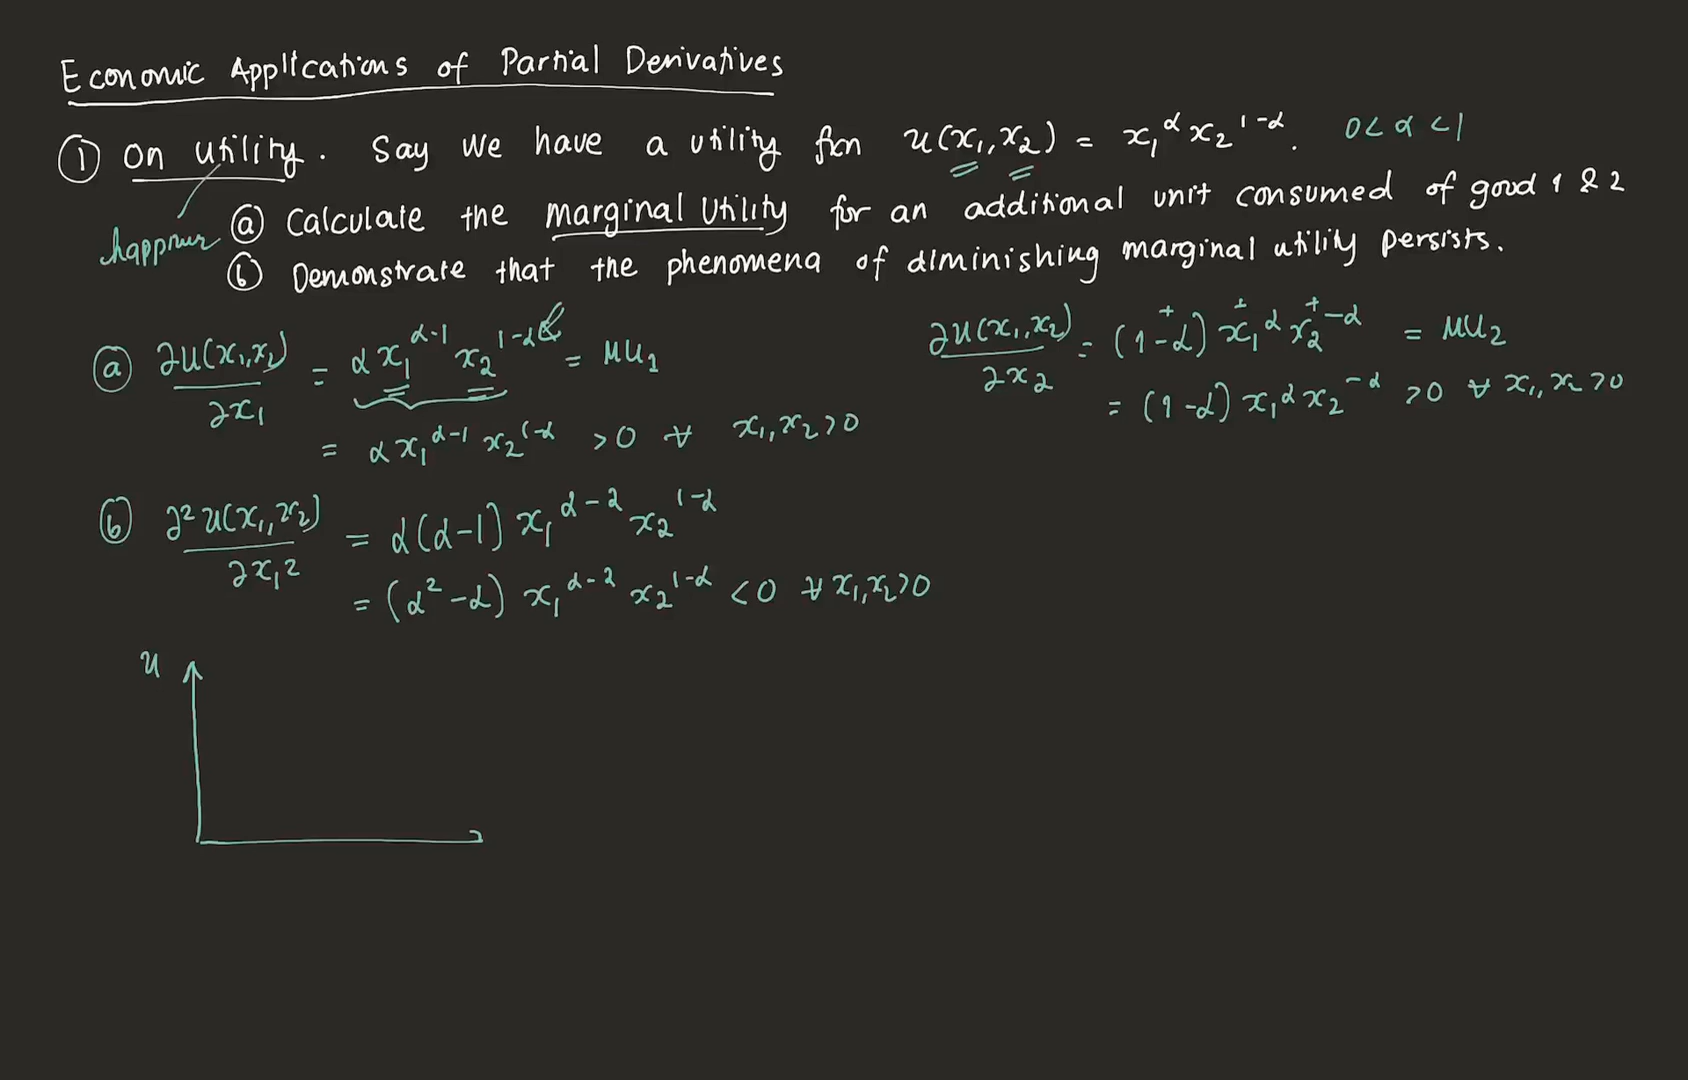 Economic Applications of Partial Derivatives
① On utility. Say we have a utility fcn u(x₁,x₂) = x₁^α x₂^(1-α). 0<α<1
ⓐ Calculate the marginal utility for an additional unit consumed of good 1 & 2
ⓑ Demonstrate that the phenomena of diminishing marginal utility persists.
ⓐ ∂u(x₁,x₂)/∂x₁ = αx₁^(α-1) x₂^(1-α) = MU₁
= αx₁^(α-1) x₂^(1-α) >0 ∀ x₁,x₂>0
∂u(x₁,x₂)/∂x₂ = (1-α) x₁^α x₂^(-α) = MU₂
= (1-α) x₁^α x₂^(-α) >0 ∀ x₁,x₂>0
ⓑ ∂²u(x₁,x₂)/∂x₁² = α(α-1) x₁^(α-2) x₂^(1-α)
= (α²-α) x₁^(α-2) x₂^(1-α) <0 ∀ x₁,x₂>0
u